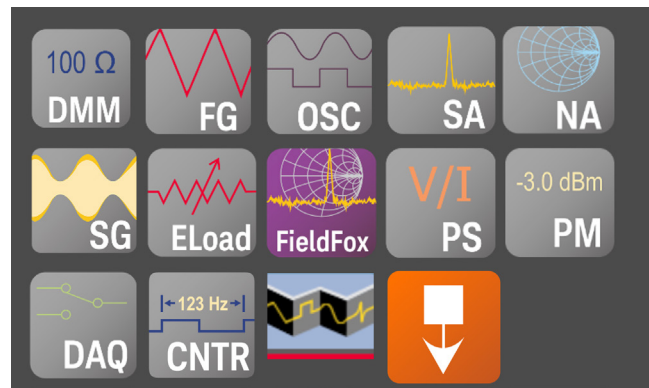 100 Ω
DMM
FG
OSC
SA
NA
SG
ELoad
FieldFox
V/I
PS
-3.0 dBm
PM
DAQ
123 Hz
CNTR